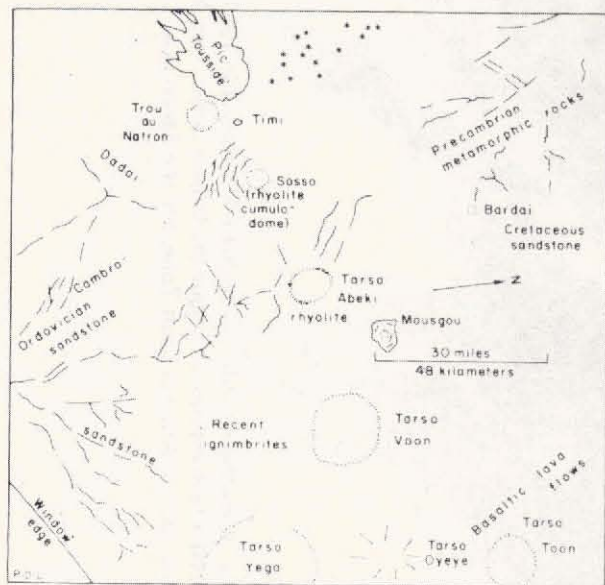 Pic
Tousside
Trou
au
Natron
Timi
Precambrian
metamorphic rocks
Dadai
Sosso
(rhyolite
cumulo-
dome)
Bardai
Cretaceous
sandstone
Cambro-
Ordovician
sandstone
Tarso
Abeki
rhyolite
N
Mousgou
30 miles
48 kilometers
sandstone
Recent
ignimbrites
Tarso
Voon
Window
edge
Basaltic lava
flows
Tarso
Yega
Tarso
Oyeye
Tarso
Toon